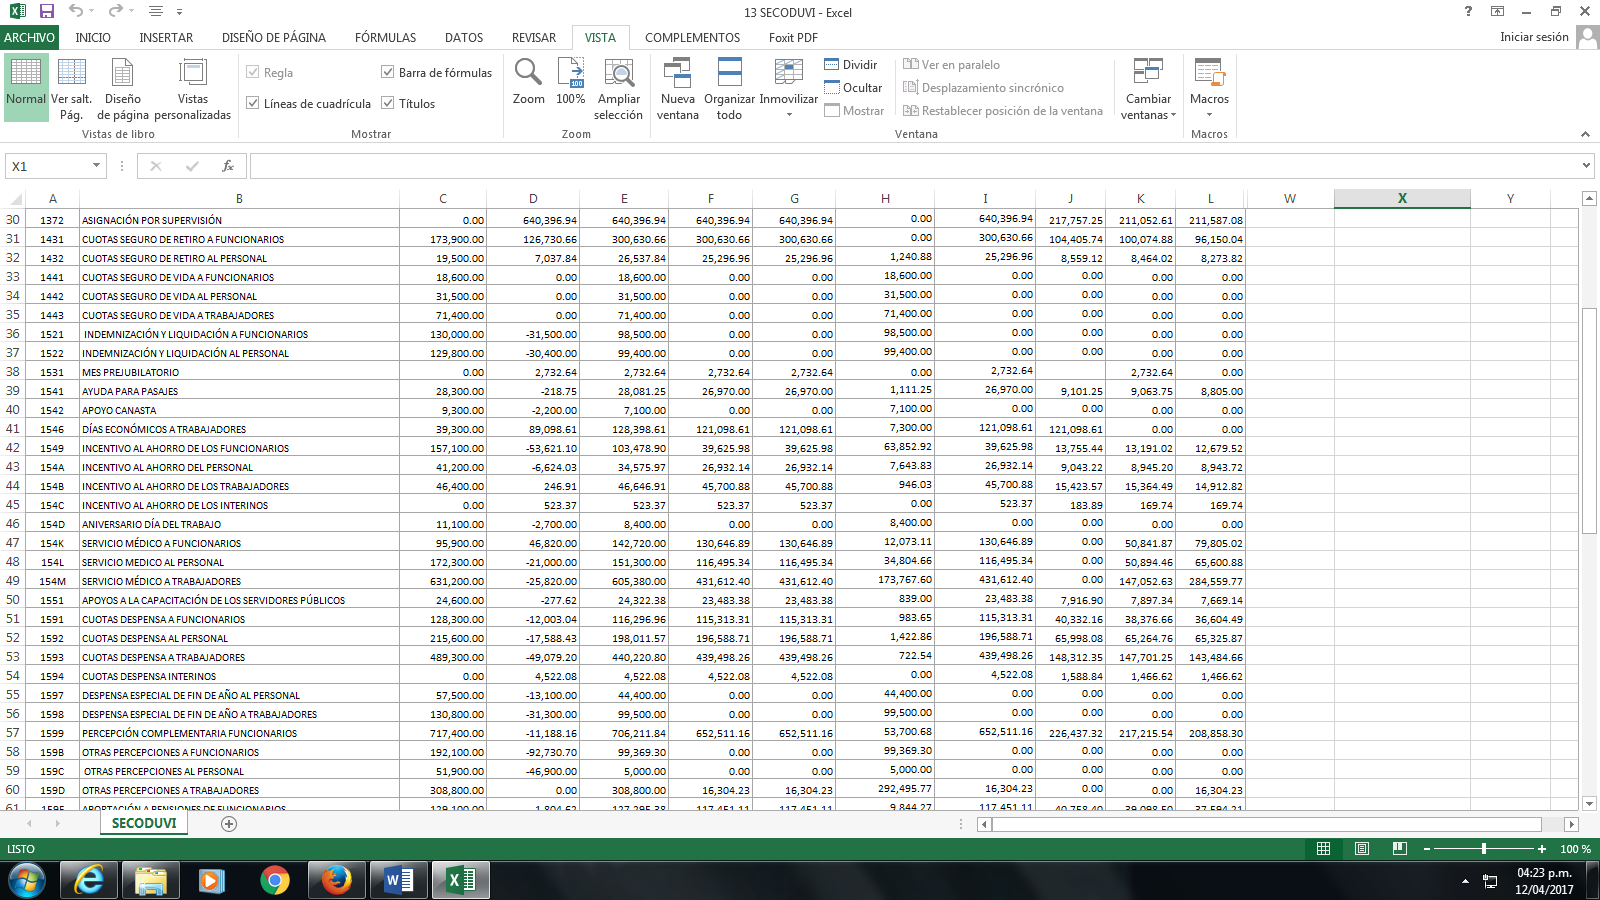 13 SECODUVI - Excel
ARCHIVO INICIO INSERTAR DISEÑO DE PÁGINA FÓRMULAS DATOS REVISAR VISTA COMPLEMENTOS Foxit PDF Iniciar sesión
Normal Ver salt. Pág. Diseño de página Vistas personalizadas
Vistas de libro
Regla Barra de fórmulas
Líneas de cuadrícula Títulos
Mostrar
Zoom 100% Ampliar selección
Zoom
Nueva ventana Organizar todo Inmovilizar
Dividir Ver en paralelo
Ocultar Desplazamiento sincrónico
Mostrar Restablecer posición de la ventana
Cambiar ventanas
Ventana
Macros
Macros
X1 fx
A B C D E F G H I J K L W X Y
30 1372 ASIGNACIÓN POR SUPERVISIÓN 0.00 640,396.94 640,396.94 640,396.94 640,396.94 0.00 640,396.94 217,757.25 211,052.61 211,587.08
31 1431 CUOTAS SEGURO DE RETIRO A FUNCIONARIOS 173,900.00 126,730.66 300,630.66 300,630.66 300,630.66 0.00 300,630.66 104,405.74 100,074.88 96,150.04
32 1432 CUOTAS SEGURO DE RETIRO AL PERSONAL 19,500.00 7,037.84 26,537.84 25,296.96 25,296.96 1,240.88 25,296.96 8,559.12 8,464.02 8,273.82
33 1441 CUOTAS SEGURO DE VIDA A FUNCIONARIOS 18,600.00 0.00 18,600.00 0.00 0.00 18,600.00 0.00 0.00 0.00 0.00
34 1442 CUOTAS SEGURO DE VIDA AL PERSONAL 31,500.00 0.00 31,500.00 0.00 0.00 31,500.00 0.00 0.00 0.00 0.00
35 1443 CUOTAS SEGURO DE VIDA A TRABAJADORES 71,400.00 0.00 71,400.00 0.00 0.00 71,400.00 0.00 0.00 0.00 0.00
36 1521 INDEMNIZACIÓN Y LIQUIDACIÓN A FUNCIONARIOS 130,000.00 -31,500.00 98,500.00 0.00 0.00 98,500.00 0.00 0.00 0.00 0.00
37 1522 INDEMNIZACIÓN Y LIQUIDACIÓN AL PERSONAL 129,800.00 -30,400.00 99,400.00 0.00 0.00 99,400.00 0.00 0.00 0.00 0.00
38 1531 MES PREJUBILATORIO 0.00 2,732.64 2,732.64 2,732.64 2,732.64 0.00 2,732.64 2,732.64 0.00
39 1541 AYUDA PARA PASAJES 28,300.00 -218.75 28,081.25 26,970.00 26,970.00 1,111.25 26,970.00 9,101.25 9,063.75 8,805.00
40 1542 APOYO CANASTA 9,300.00 -2,200.00 7,100.00 0.00 0.00 7,100.00 0.00 0.00 0.00 0.00
41 1546 DÍAS ECONÓMICOS A TRABAJADORES 39,300.00 89,098.61 128,398.61 121,098.61 121,098.61 7,300.00 121,098.61 121,098.61 0.00 0.00
42 1549 INCENTIVO AL AHORRO DE LOS FUNCIONARIOS 157,100.00 -53,621.10 103,478.90 39,625.98 39,625.98 63,852.92 39,625.98 13,755.44 13,191.02 12,679.52
43 154A INCENTIVO AL AHORRO DEL PERSONAL 41,200.00 -6,624.03 34,575.97 26,932.14 26,932.14 7,643.83 26,932.14 9,043.22 8,945.20 8,943.72
44 154B INCENTIVO AL AHORRO DE LOS TRABAJADORES 46,400.00 246.91 46,646.91 45,700.88 45,700.88 946.03 45,700.88 15,423.57 15,364.49 14,912.82
45 154C INCENTIVO AL AHORRO DE LOS INTERINOS 0.00 523.37 523.37 523.37 523.37 0.00 523.37 183.89 169.74 169.74
46 154D ANIVERSARIO DÍA DEL TRABAJO 11,100.00 -2,700.00 8,400.00 0.00 0.00 8,400.00 0.00 0.00 0.00 0.00
47 154K SERVICIO MÉDICO A FUNCIONARIOS 95,900.00 46,820.00 142,720.00 130,646.89 130,646.89 12,073.11 130,646.89 0.00 50,841.87 79,805.02
48 154L SERVICIO MEDICO AL PERSONAL 172,300.00 -21,000.00 151,300.00 116,495.34 116,495.34 34,804.66 116,495.34 0.00 50,894.46 65,600.88
49 154M SERVICIO MÉDICO A TRABAJADORES 631,200.00 -25,820.00 605,380.00 431,612.40 431,612.40 173,767.60 431,612.40 0.00 147,052.63 284,559.77
50 1551 APOYOS A LA CAPACITACIÓN DE LOS SERVIDORES PÚBLICOS 24,600.00 -277.62 24,322.38 23,483.38 23,483.38 839.00 23,483.38 7,916.90 7,897.34 7,669.14
51 1591 CUOTAS DESPENSA A FUNCIONARIOS 128,300.00 -12,003.04 116,296.96 115,313.31 115,313.31 983.65 115,313.31 40,332.16 38,376.66 36,604.49
52 1592 CUOTAS DESPENSA AL PERSONAL 215,600.00 -17,588.43 198,011.57 196,588.71 196,588.71 1,422.86 196,588.71 65,998.08 65,264.76 65,325.87
53 1593 CUOTAS DESPENSA A TRABAJADORES 489,300.00 -49,079.20 440,220.80 439,498.26 439,498.26 722.54 439,498.26 148,312.35 147,701.25 143,484.66
54 1594 CUOTAS DESPENSA INTERINOS 0.00 4,522.08 4,522.08 4,522.08 4,522.08 0.00 4,522.08 1,588.84 1,466.62 1,466.62
55 1597 DESPENSA ESPECIAL DE FIN DE AÑO AL PERSONAL 57,500.00 -13,100.00 44,400.00 0.00 0.00 44,400.00 0.00 0.00 0.00 0.00
56 1598 DESPENSA ESPECIAL DE FIN DE AÑO A TRABAJADORES 130,800.00 -31,300.00 99,500.00 0.00 0.00 99,500.00 0.00 0.00 0.00 0.00
57 1599 PERCEPCIÓN COMPLEMENTARIA FUNCIONARIOS 717,400.00 -11,188.16 706,211.84 652,511.16 652,511.16 53,700.68 652,511.16 226,437.32 217,215.54 208,858.30
58 159B OTRAS PERCEPCIONES A FUNCIONARIOS 192,100.00 -92,730.70 99,369.30 0.00 0.00 99,369.30 0.00 0.00 0.00 0.00
59 159C OTRAS PERCEPCIONES AL PERSONAL 51,900.00 -46,900.00 5,000.00 0.00 0.00 5,000.00 0.00 0.00 0.00 0.00
60 159D OTRAS PERCEPCIONES A TRABAJADORES 308,800.00 0.00 308,800.00 16,304.23 16,304.23 292,495.77 16,304.23 0.00 0.00 16,304.23
SECODUVI
LISTO 100 %
04:23 p.m.
12/04/2017